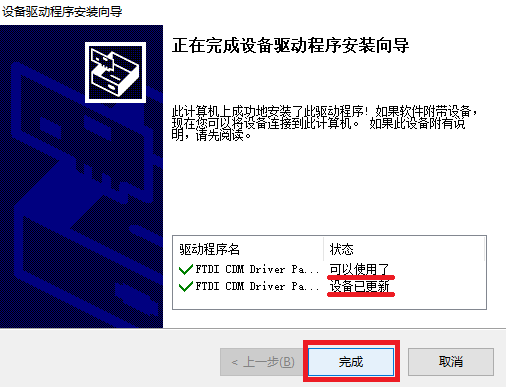 设备驱动程序安装向导
正在完成设备驱动程序安装向导
此计算机上成功地安装了此驱动程序！如果软件附带设备，
现在您可以将设备连接到此计算机。 如果此设备附有说
明，请先阅读。
驱动程序名 状态
FTDI CDM Driver Pa... 可以使用了
FTDI CDM Driver Pa... 设备已更新
< 上一步(B) 完成 取消